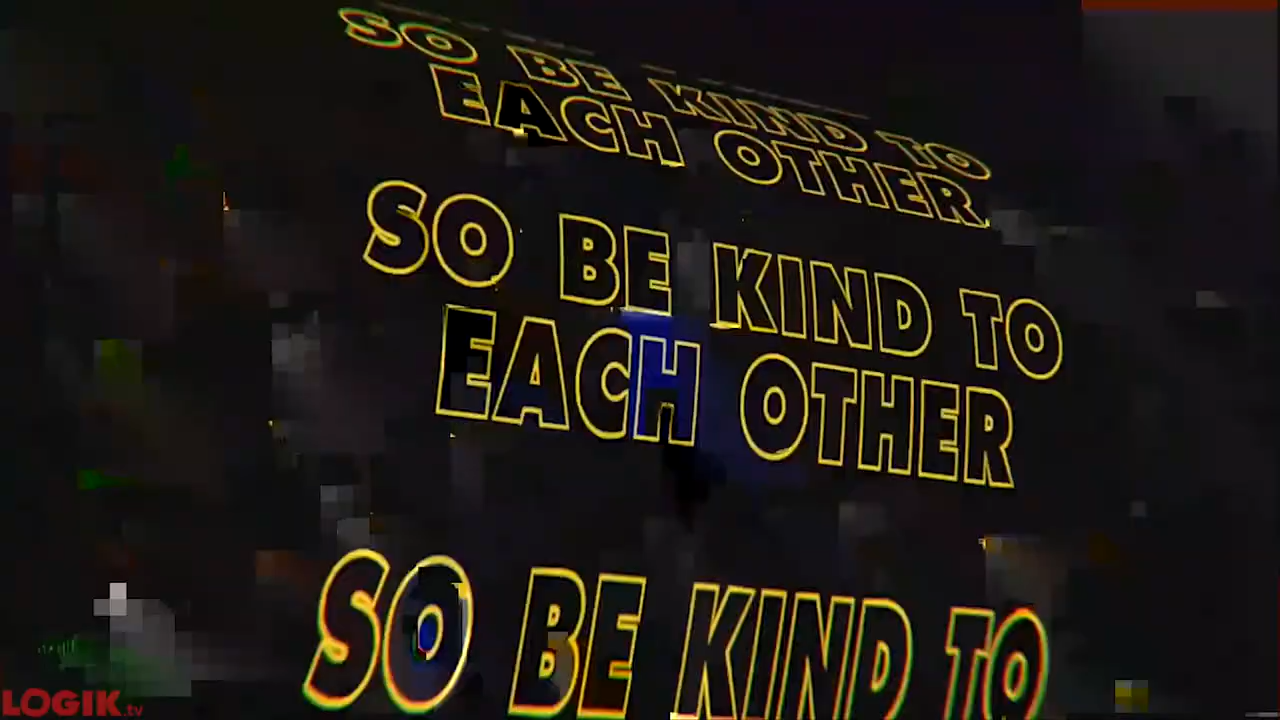 SO BE KIND TO
EACH OTHER
SO BE KIND TO
EACH OTHER
SO BE KIND TO
LOGIK.tv